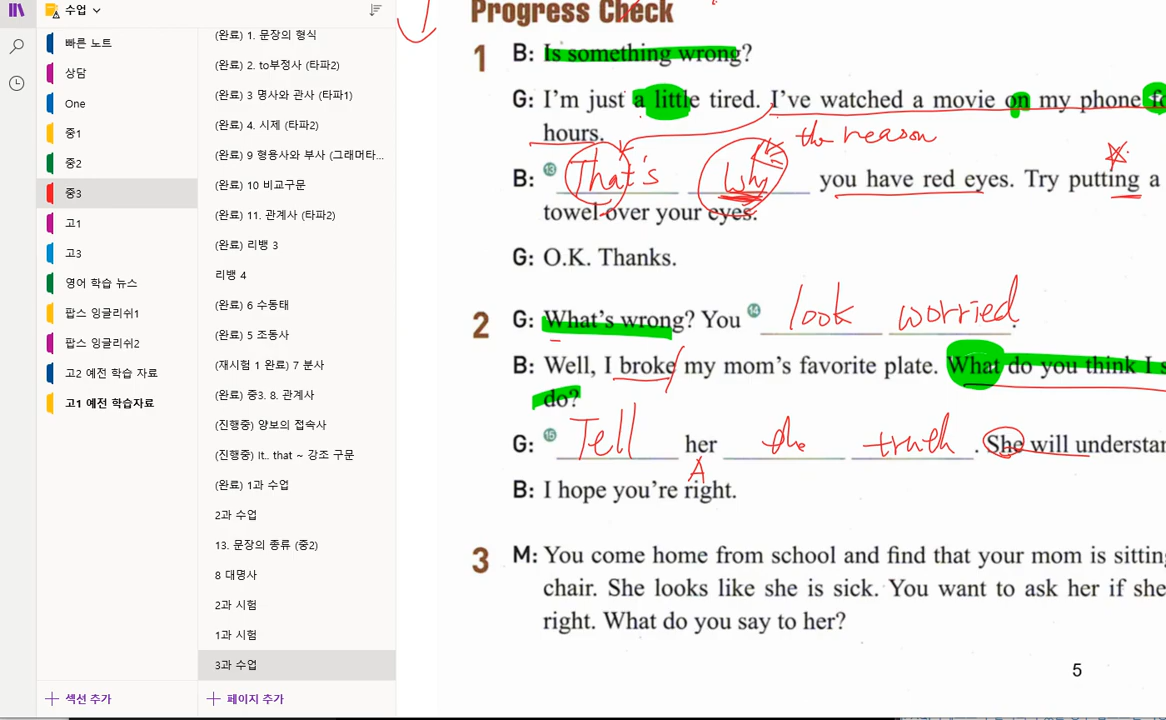 수업
빠른 노트
상담
One
중1
중2
중3
고1
고3
영어 학습 뉴스
팝스 잉글리쉬1
팝스 잉글리쉬2
고2 예전 학습 자료
고1 예전 학습자료
섹션 추가
(완료) 1. 문장의 형식
(완료) 2. to부정사 (타파2)
(완료) 3 명사와 관사 (타파1)
(완료) 4. 시제 (타파2)
(완료) 9 형용사와 부사 (그래머타...
(완료) 10 비교구문
(완료) 11. 관계사 (타파2)
(완료) 리뱅 3
리뱅 4
(완료) 6 수동태
(완료) 5 조동사
(재시험 1 완료) 7 분사
(완료) 중3. 8. 관계사
(진행중) 양보의 접속사
(진행중) It.. that ~ 강조 구문
(완료) 1과 수업
2과 수업
13. 문장의 종류 (중2)
8 대명사
2과 시험
1과 시험
3과 수업
페이지 추가
Progress Check
1 B: Is something wrong?
G: I'm just a little tired. I've watched a movie on my phone fo
hours.
the reason
B: 13 That's Why you have red eyes. Try putting a
towel over your eyes.
G: O.K. Thanks.
2 G: What's wrong? You 14 look worried.
B: Well, I broke my mom's favorite plate. What do you think I s
do?
G: 15 Tell her the truth. She will understan
A
B: I hope you're right.
3 M: You come home from school and find that your mom is sitting
chair. She looks like she is sick. You want to ask her if she
right. What do you say to her?
5